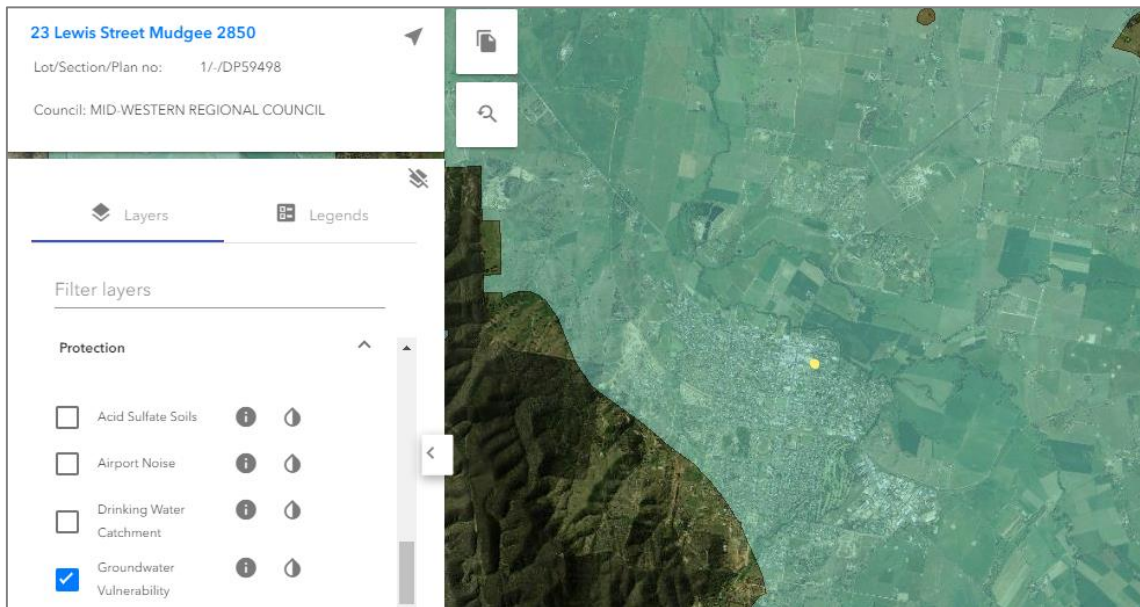 23 Lewis Street Mudgee 2850
Lot/Section/Plan no: 1/-/DP59498
Council: MID-WESTERN REGIONAL COUNCIL
Layers
Legends
Filter layers
Protection
Acid Sulfate Soils
Airport Noise
Drinking Water
Catchment
Groundwater
Vulnerability